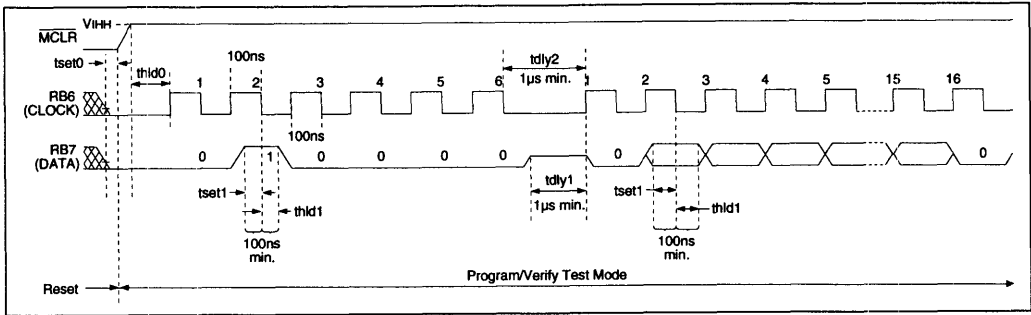 VIHH
MCLR
tset0
thld0
100ns
tdly2
1µs min.
1 2 3 4 5 6 1 2 3 4 5 15 16
RB6
(CLOCK)
100ns
RB7
(DATA)
0 1 0 0 0 0 0 0
tset1
thld1
100ns
min.
tdly1
1µs min.
tset1
thld1
100ns
min.
Reset
Program/Verify Test Mode